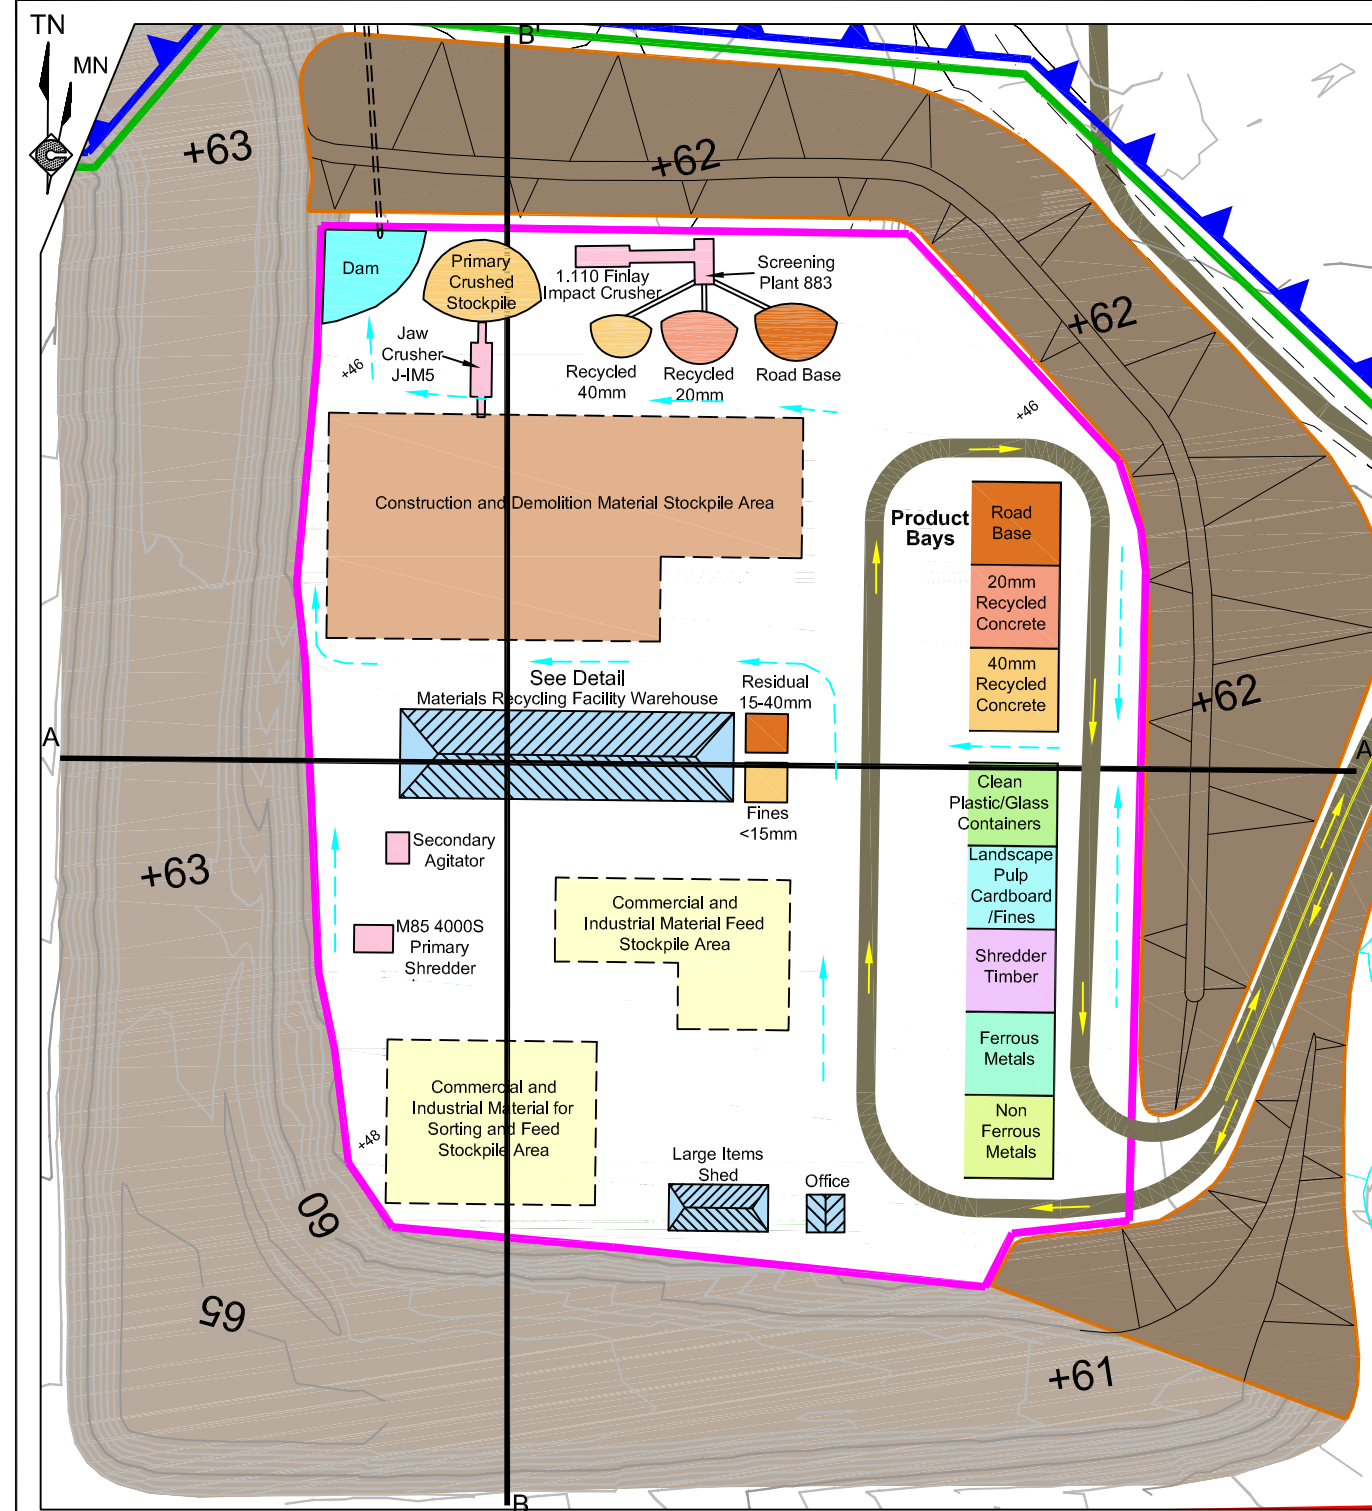 TN
MN
B'
+63
+62
Dam
Primary
Crushed
Stockpile
1.110 Finlay
Impact Crusher
Screening
Plant 883
+62
Jaw
Crusher
J-IM5
+46
Recycled
40mm
Recycled
20mm
Road Base
+46
Construction and Demolition Material Stockpile Area
Product
Bays
Road
Base
20mm
Recycled
Concrete
40mm
Recycled
Concrete
+62
See Detail
Materials Recycling Facility Warehouse
Residual
15-40mm
A
A
Clean
Plastic/Glass
Containers
Fines
<15mm
Secondary
Agitator
+63
Landscape
Pulp
Cardboard
/Fines
Commercial and
Industrial Material Feed
Stockpile Area
M85 4000S
Primary
Shredder
Shredder
Timber
Ferrous
Metals
Commercial and
Industrial Material for
Sorting and Feed
Stockpile Area
Non
Ferrous
Metals
+48
Large Items
Shed
Office
60
65
+61
B